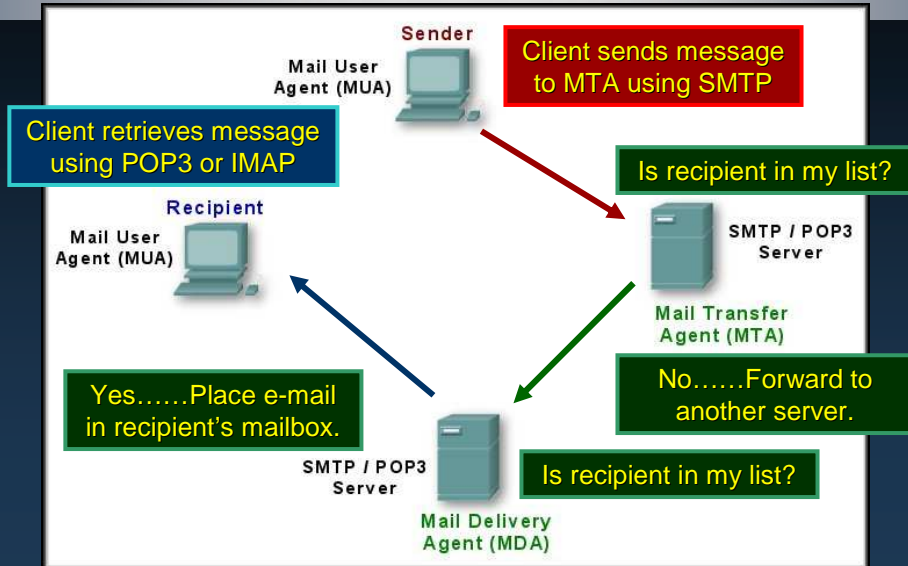 Sender
Mail User
Agent (MUA)
Client sends message
to MTA using SMTP
Client retrieves message
using POP3 or IMAP
Is recipient in my list?
Recipient
Mail User
Agent (MUA)
SMTP / POP3
Server
Mail Transfer
Agent (MTA)
No……Forward to
another server.
Yes……Place e-mail
in recipient's mailbox.
SMTP / POP3
Server
Is recipient in my list?
Mail Delivery
Agent (MDA)